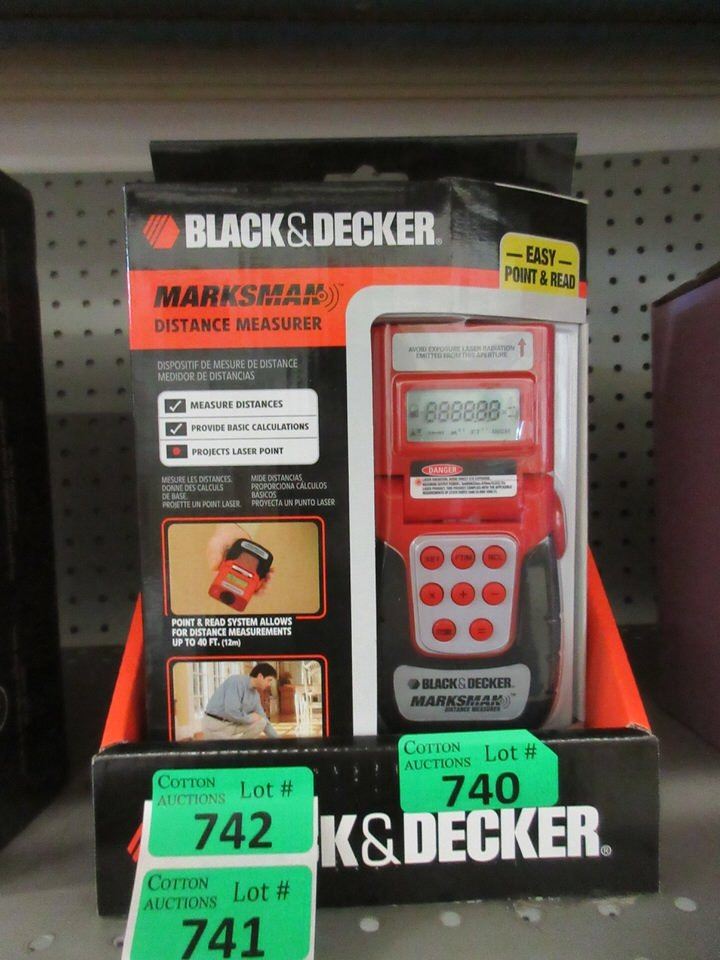 BLACK&DECKER®
EASY
POINT & READ
MARKSMAN
DISTANCE MEASURER
DISPOSITIF DE MESURE DE DISTANCE
MEDIDOR DE DISTANCIAS
MEASURE DISTANCES
PROVIDE BASIC CALCULATIONS
PROJECTS LASER POINT
MESURE LES DISTANCES.
DONNE DES CALCULS
DE BASE.
PROJETTE UN POINT LASER.
MIDE DISTANCIAS
PROPORCIONA CÁLCULOS
BÁSICOS
PROYECTA UN PUNTO LASER
POINT & READ SYSTEM ALLOWS
FOR DISTANCE MEASUREMENTS
UP TO 40 FT. (12m)
AVOID EXPOSURE LASER RADIATION
EMITTED FROM THIS APERTURE
888888
DANGER
FT/M
+
−
=
BLACK&DECKER
MARKSMAN™
DISTANCE MEASURER
COTTON
AUCTIONS Lot #
740
COTTON
AUCTIONS Lot #
742
COTTON
AUCTIONS Lot #
741
K&DECKER®